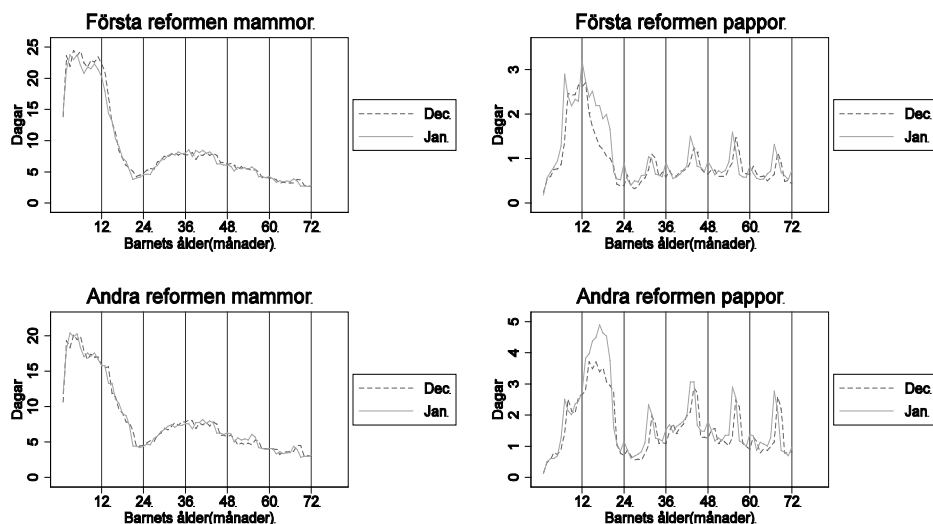 Första reformen mammor.
Dagar
0 5 10 15 20 25
12. 24. 36. 48. 60. 72.
Barnets ålder(månader).
Dec.
Jan.
Första reformen pappor.
Dagar
0 1 2 3
12. 24. 36. 48. 60. 72.
Barnets ålder(månader).
Dec.
Jan.
Andra reformen mammor.
Dagar
0 5 10 15 20
12. 24. 36. 48. 60. 72.
Barnets ålder(månader).
Dec.
Jan.
Andra reformen pappor.
Dagar
0 1 2 3 4 5
12. 24. 36. 48. 60. 72.
Barnets ålder(månader).
Dec.
Jan.